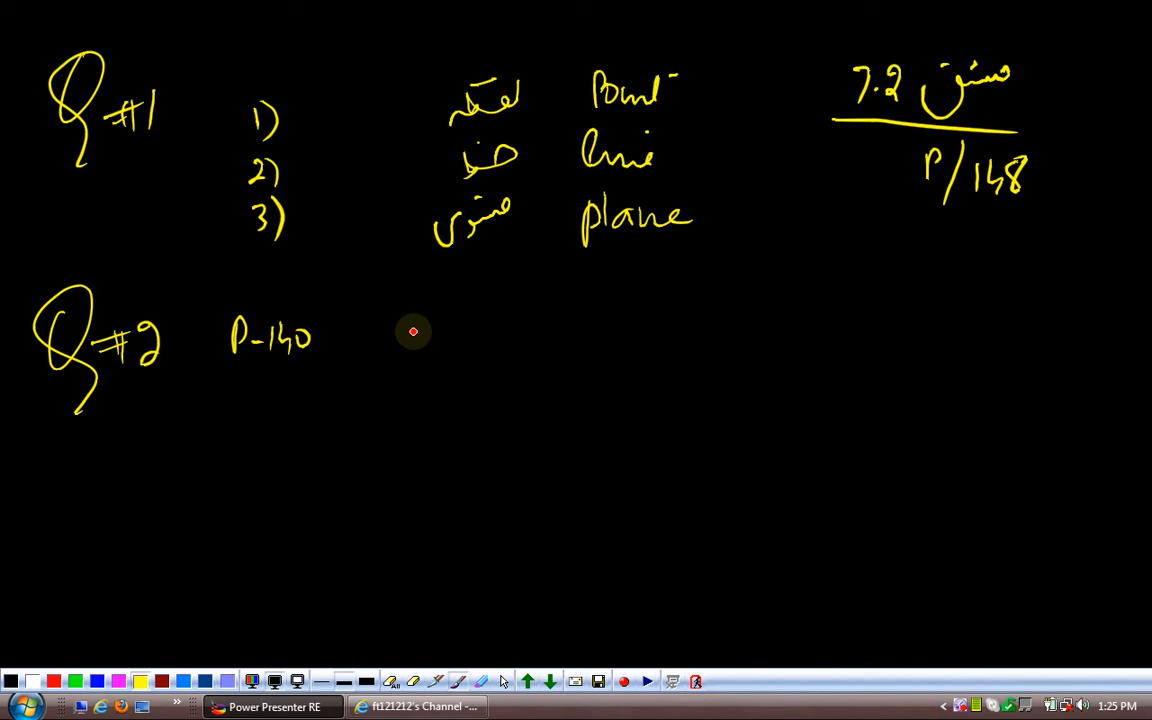 مشق 7.2
P/148
Q#1 1) نقطہ Point
2) خط Line
3) مستوی plane
Q#2 P-140
Power Presenter RE
ft121212's Channel -...
1:25 PM